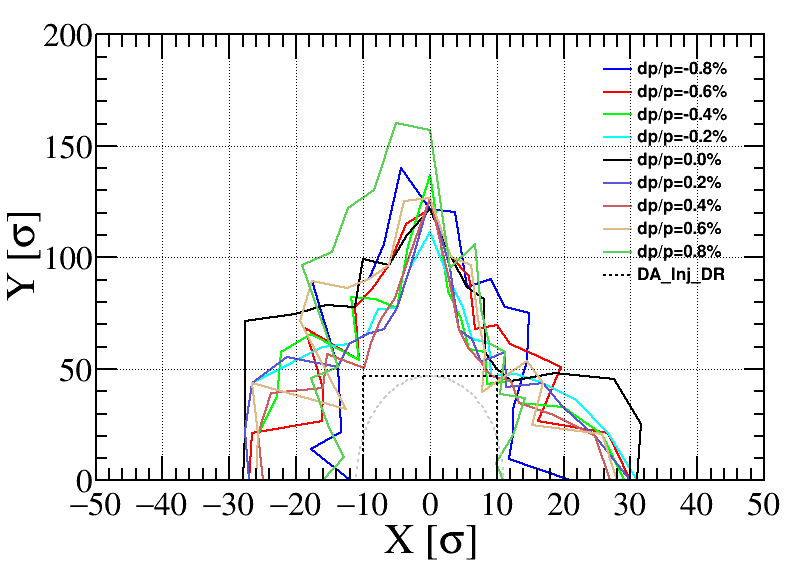 200
150
100
50
0
Y [σ]
dp/p=-0.8%
dp/p=-0.6%
dp/p=-0.4%
dp/p=-0.2%
dp/p=0.0%
dp/p=0.2%
dp/p=0.4%
dp/p=0.6%
dp/p=0.8%
DA_Inj_DR
−50 −40 −30 −20 −10 0 10 20 30 40 50
X [σ]